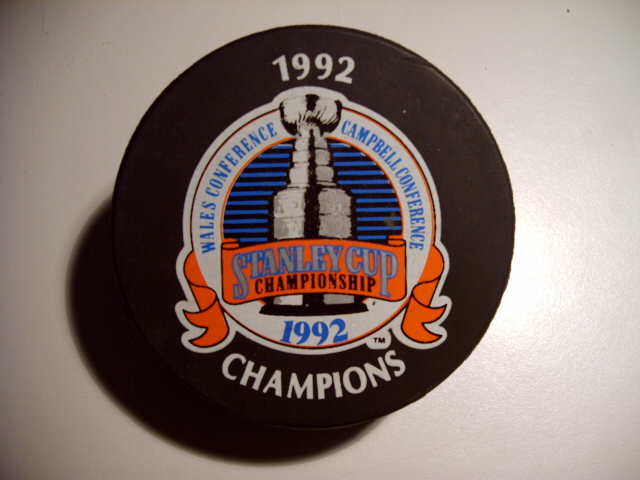 1992
WALES CONFERENCE
CAMPBELL CONFERENCE
STANLEY CUP
CHAMPIONSHIP
1992
TM
CHAMPIONS